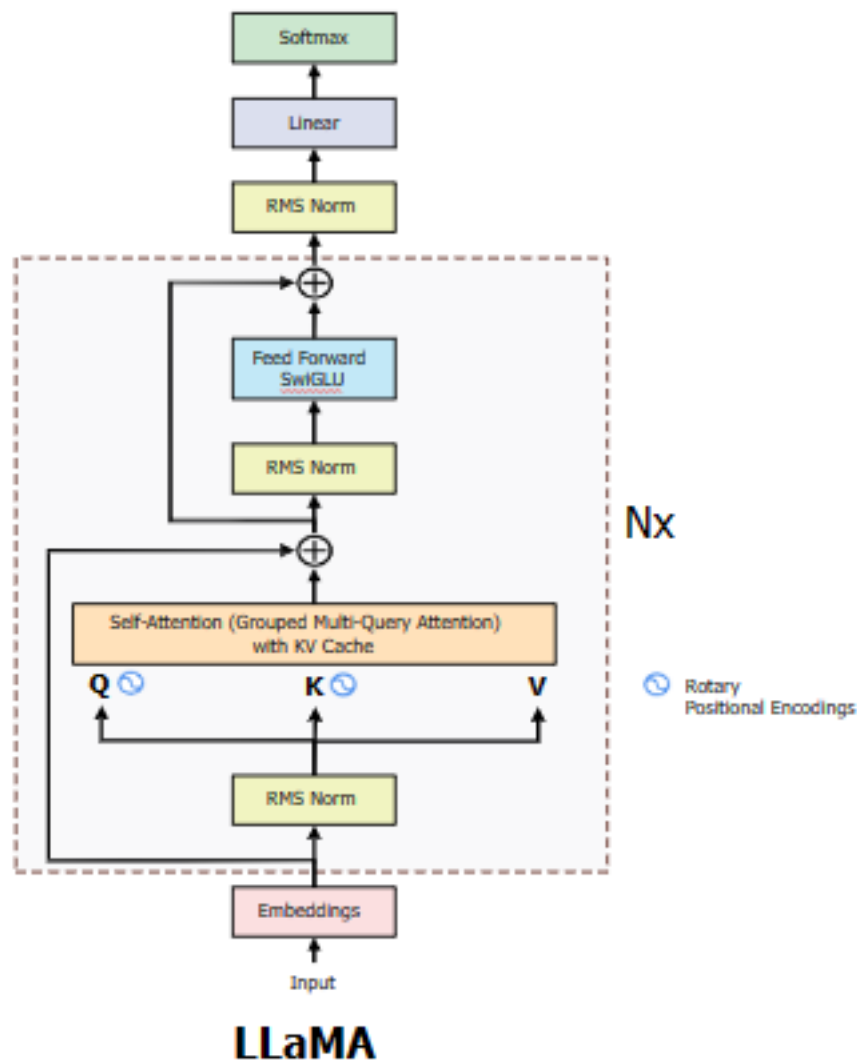 Softmax
Linear
RMS Norm
Feed Forward
SwiGLU
RMS Norm
Nx
Self-Attention (Grouped Multi-Query Attention)
with KV Cache
Q
K
V
Rotary
Positional Encodings
RMS Norm
Embeddings
Input
LLaMA